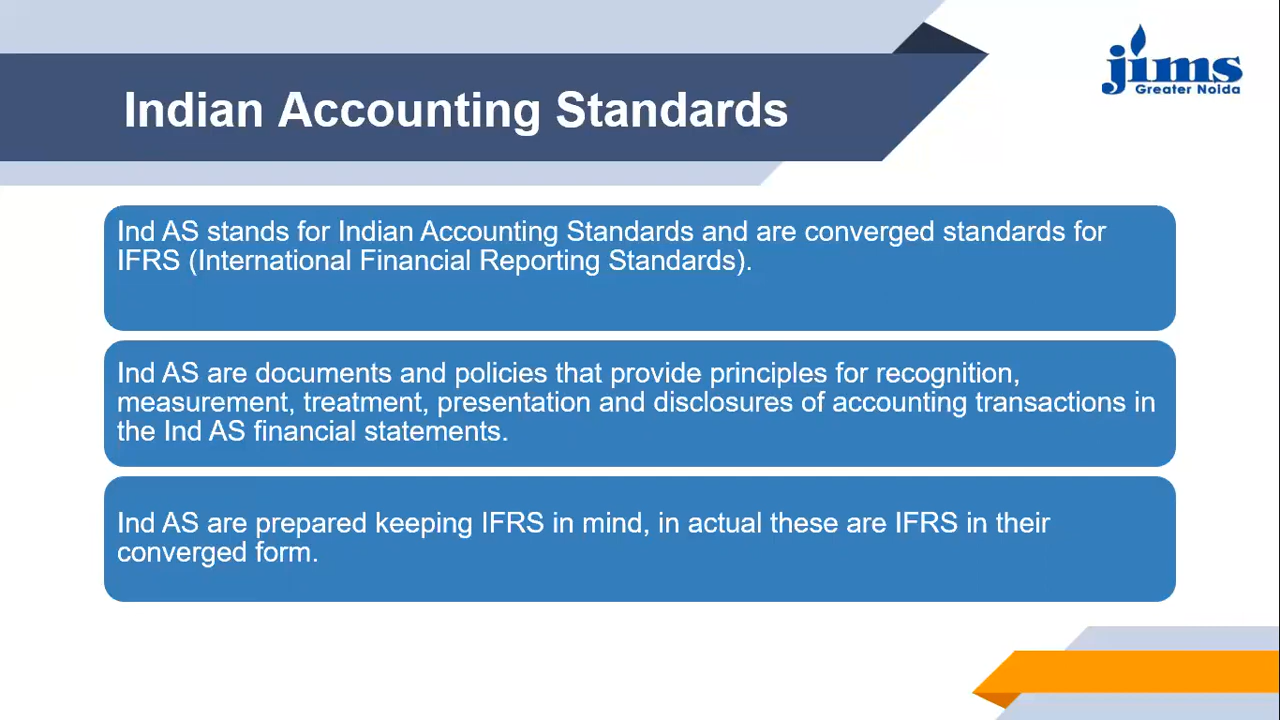 jims
Greater Noida
Indian Accounting Standards
Ind AS stands for Indian Accounting Standards and are converged standards for
IFRS (International Financial Reporting Standards).
Ind AS are documents and policies that provide principles for recognition,
measurement, treatment, presentation and disclosures of accounting transactions in
the Ind AS financial statements.
Ind AS are prepared keeping IFRS in mind, in actual these are IFRS in their
converged form.